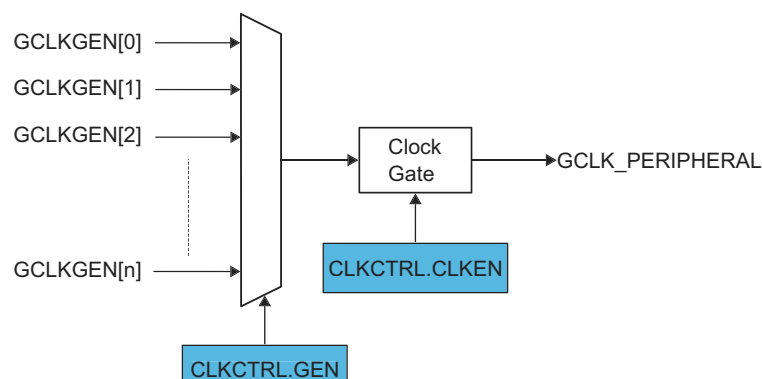 GCLKGEN[0]
GCLKGEN[1]
GCLKGEN[2]
GCLKGEN[n]
Clock
Gate
GCLK_PERIPHERAL
CLKCTRL.CLKEN
CLKCTRL.GEN